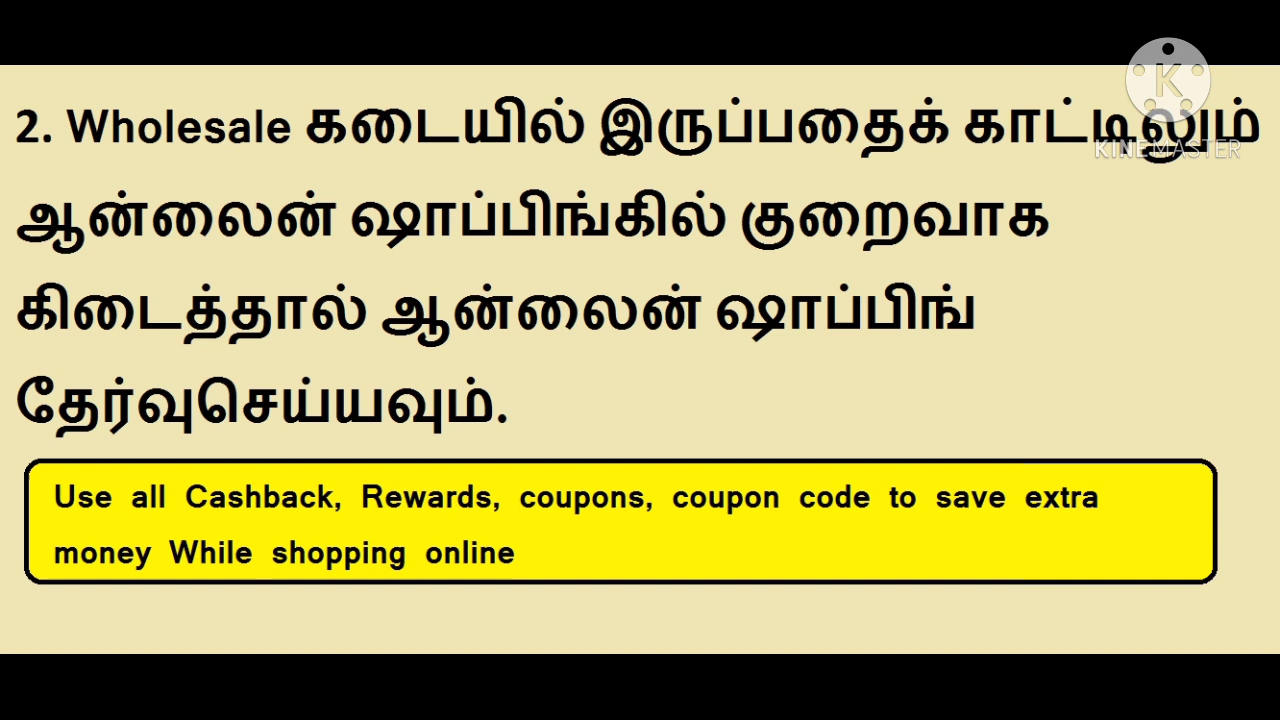 2. Wholesale கடையில் இருப்பதைக் காட்டிலும்
ஆன்லைன் ஷாப்பிங்கில் குறைவாக
கிடைத்தால் ஆன்லைன் ஷாப்பிங்
தேர்வுசெய்யவும்.
Use all Cashback, Rewards, coupons, coupon code to save extra
money While shopping online
K
KINEMASTER